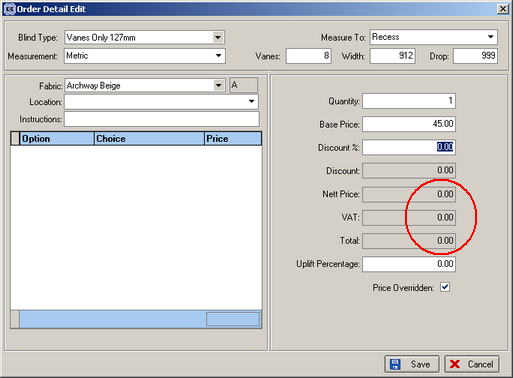 Order Detail Edit
Blind Type: Vanes Only 127mm Measure To: Recess
Measurement: Metric Vanes: 8 Width: 912 Drop: 999
Fabric: Archway Beige A
Location:
Instructions:
Option Choice Price
Quantity: 1
Base Price: 45.00
Discount %: 0.00
Discount: 0.00
Nett Price: 0.00
VAT: 0.00
Total: 0.00
Uplift Percentage: 0.00
Price Overridden:
Save Cancel